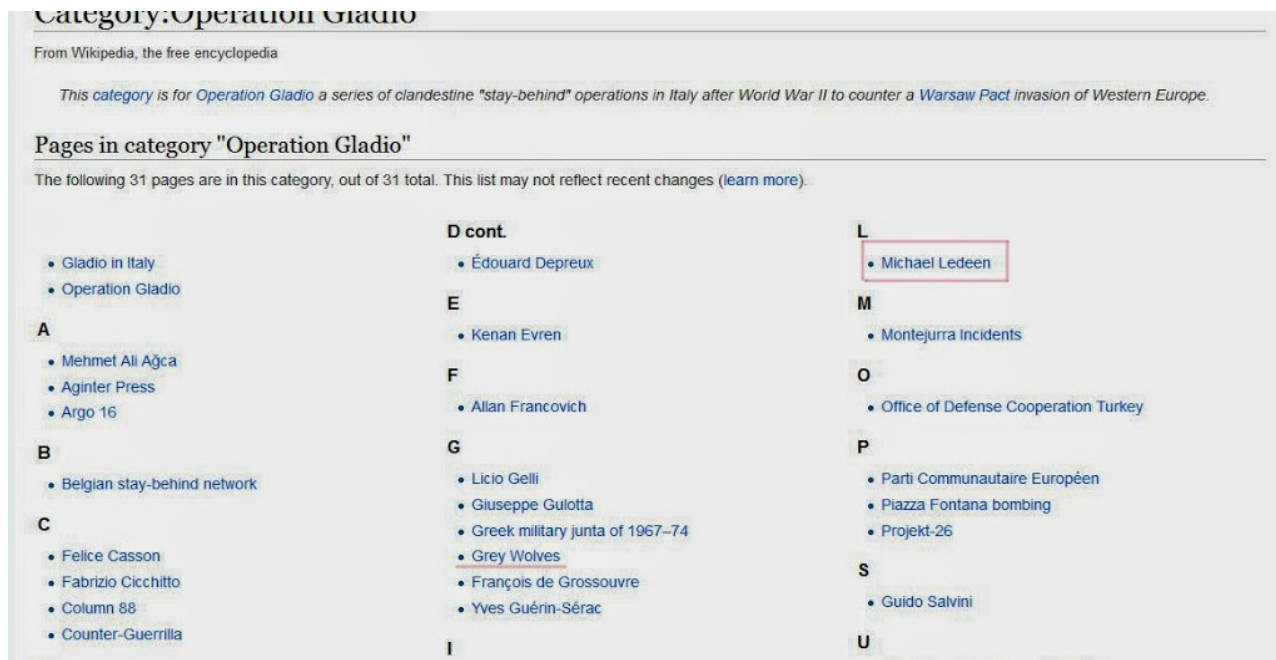 Category:Operation Gladio
From Wikipedia, the free encyclopedia
This category is for Operation Gladio a series of clandestine "stay-behind" operations in Italy after World War II to counter a Warsaw Pact invasion of Western Europe.
Pages in category "Operation Gladio"
The following 31 pages are in this category, out of 31 total. This list may not reflect recent changes (learn more).
• Gladio in Italy
• Operation Gladio
A
• Mehmet Ali Ağca
• Aginter Press
• Argo 16
B
• Belgian stay-behind network
C
• Felice Casson
• Fabrizio Cicchitto
• Column 88
• Counter-Guerrilla
D cont.
• Édouard Depreux
E
• Kenan Evren
F
• Allan Francovich
G
• Licio Gelli
• Giuseppe Gulotta
• Greek military junta of 1967–74
• Grey Wolves
• François de Grossouvre
• Yves Guérin-Sérac
I
L
• Michael Ledeen
M
• Montejurra Incidents
O
• Office of Defense Cooperation Turkey
P
• Parti Communautaire Européen
• Piazza Fontana bombing
• Projekt-26
S
• Guido Salvini
U